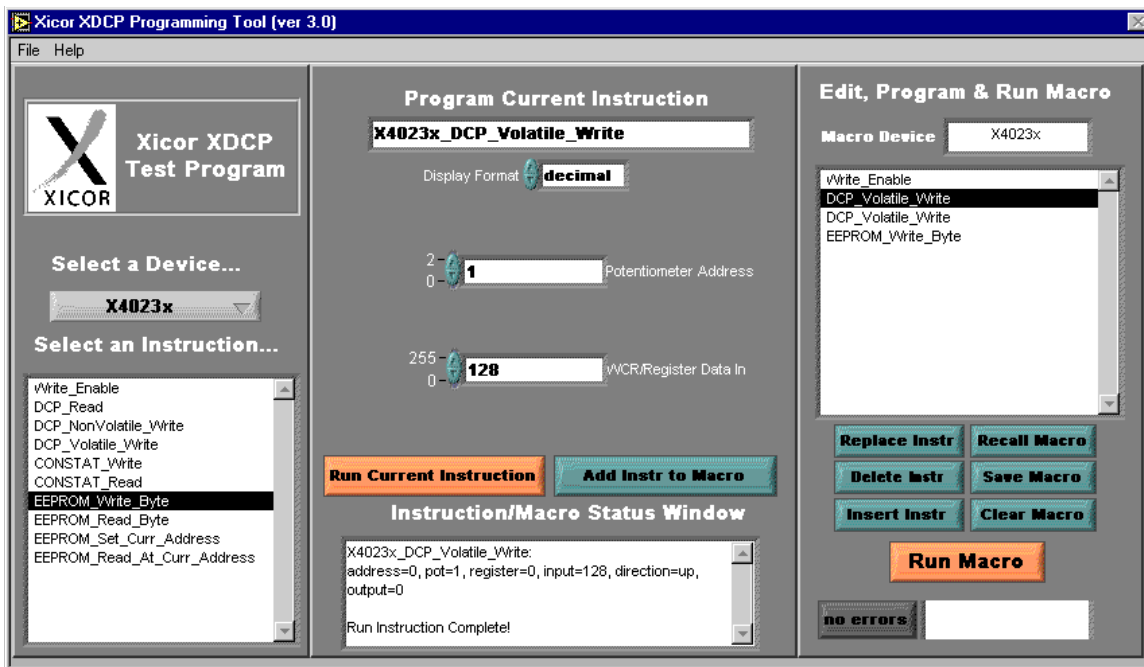 Xicor XDCP Programming Tool (ver 3.0)
File Help
XICOR
Xicor XDCP
Test Program
Select a Device...
X4023x
Select an Instruction...
Write_Enable
DCP_Read
DCP_NonVolatile_Write
DCP_Volatile_Write
CONSTAT_Write
CONSTAT_Read
EEPROM_Write_Byte
EEPROM_Read_Byte
EEPROM_Set_Curr_Address
EEPROM_Read_At_Curr_Address
Program Current Instruction
X4023x_DCP_Volatile_Write
Display Format decimal
2
0
1
Potentiometer Address
255
0
128
WCR/Register Data In
Run Current Instruction
Add Instr to Macro
Instruction/Macro Status Window
X4023x_DCP_Volatile_Write:
address=0, pot=1, register=0, input=128, direction=up,
output=0
Run Instruction Complete!
Edit, Program & Run Macro
Macro Device X4023x
Write_Enable
DCP_Volatile_Write
DCP_Volatile_Write
EEPROM_Write_Byte
Replace Instr Recall Macro
Delete Instr Save Macro
Insert Instr Clear Macro
Run Macro
no errors